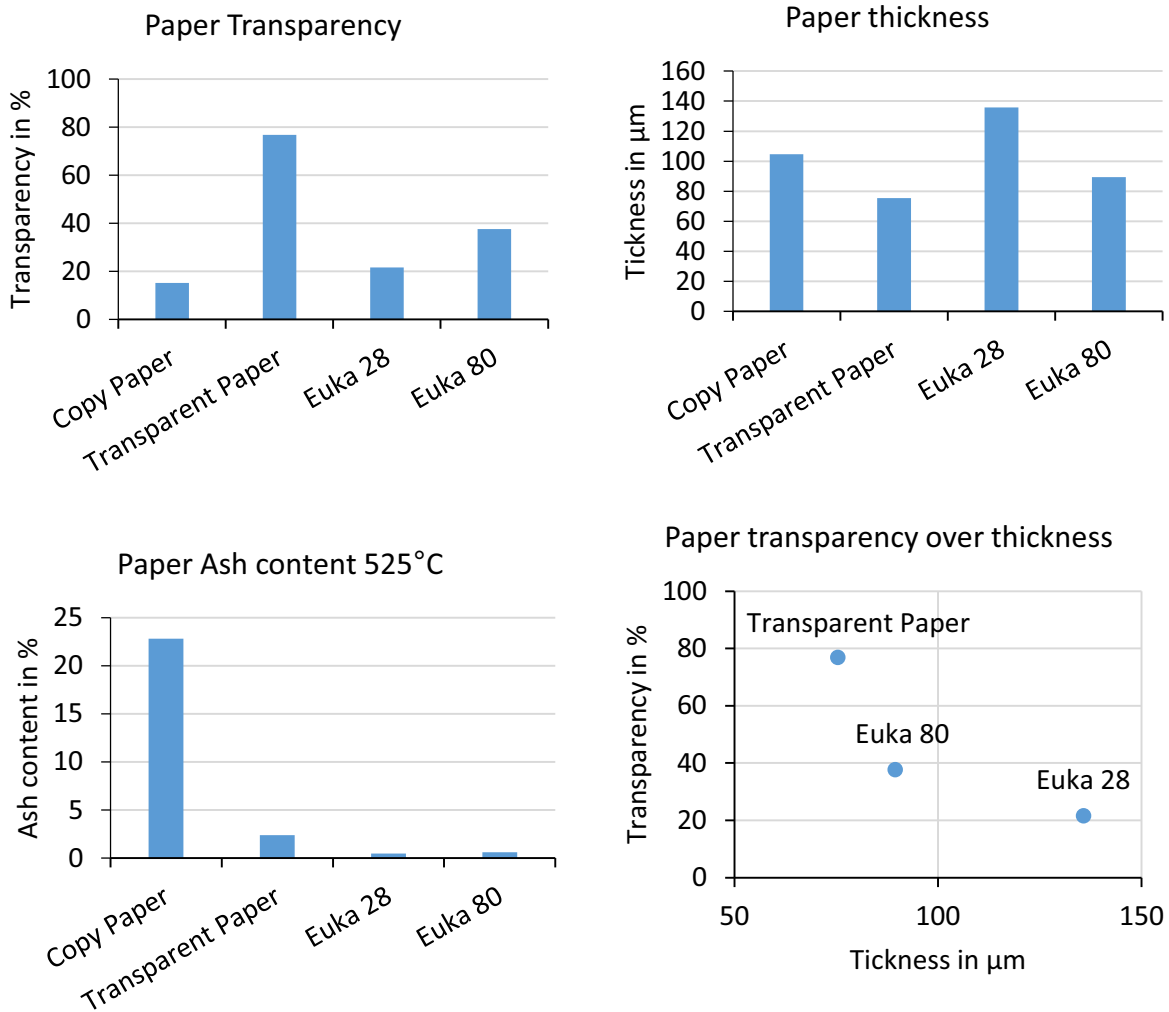 Paper Transparency
Transparency in %
100
80
60
40
20
0
Copy Paper
Transparent Paper
Euka 28
Euka 80
Paper thickness
Tickness in µm
160
140
120
100
80
60
40
20
0
Copy Paper
Transparent Paper
Euka 28
Euka 80
Paper Ash content 525°C
Ash content in %
25
20
15
10
5
0
Copy Paper
Transparent Paper
Euka 28
Euka 80
Paper transparency over thickness
Transparency in %
100
80
60
40
20
0
Transparent Paper
Euka 80
Euka 28
50
100
150
Tickness in µm